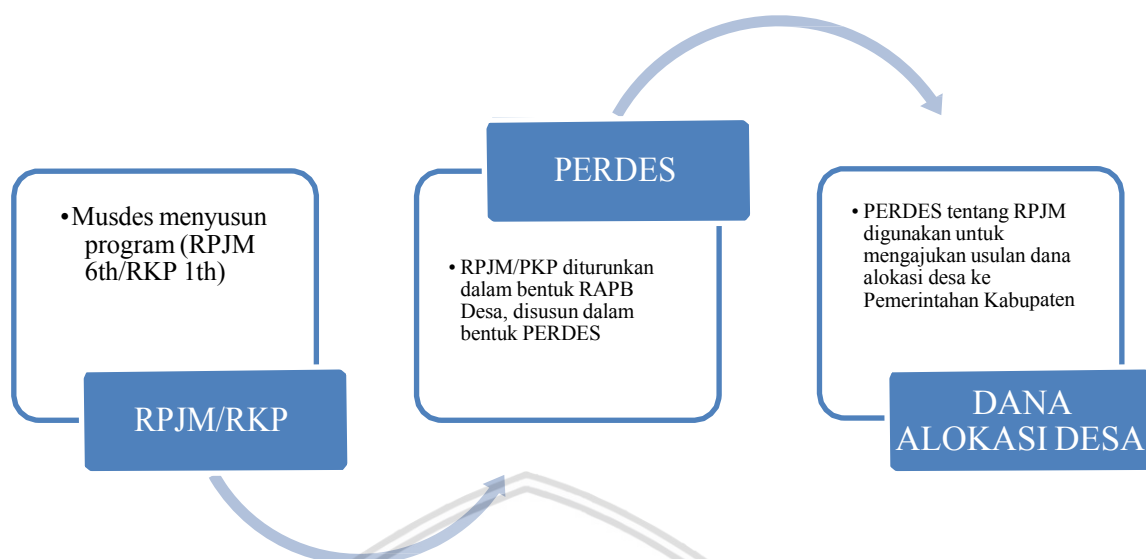 •Musdes menyusun
program (RPJM
6th/RKP 1th)
RPJM/RKP
PERDES
• RPJM/PKP diturunkan
dalam bentuk RAPB
Desa, disusun dalam
bentuk PERDES
• PERDES tentang RPJM
digunakan untuk
mengajukan usulan dana
alokasi desa ke
Pemerintahan Kabupaten
DANA
ALOKASI DESA